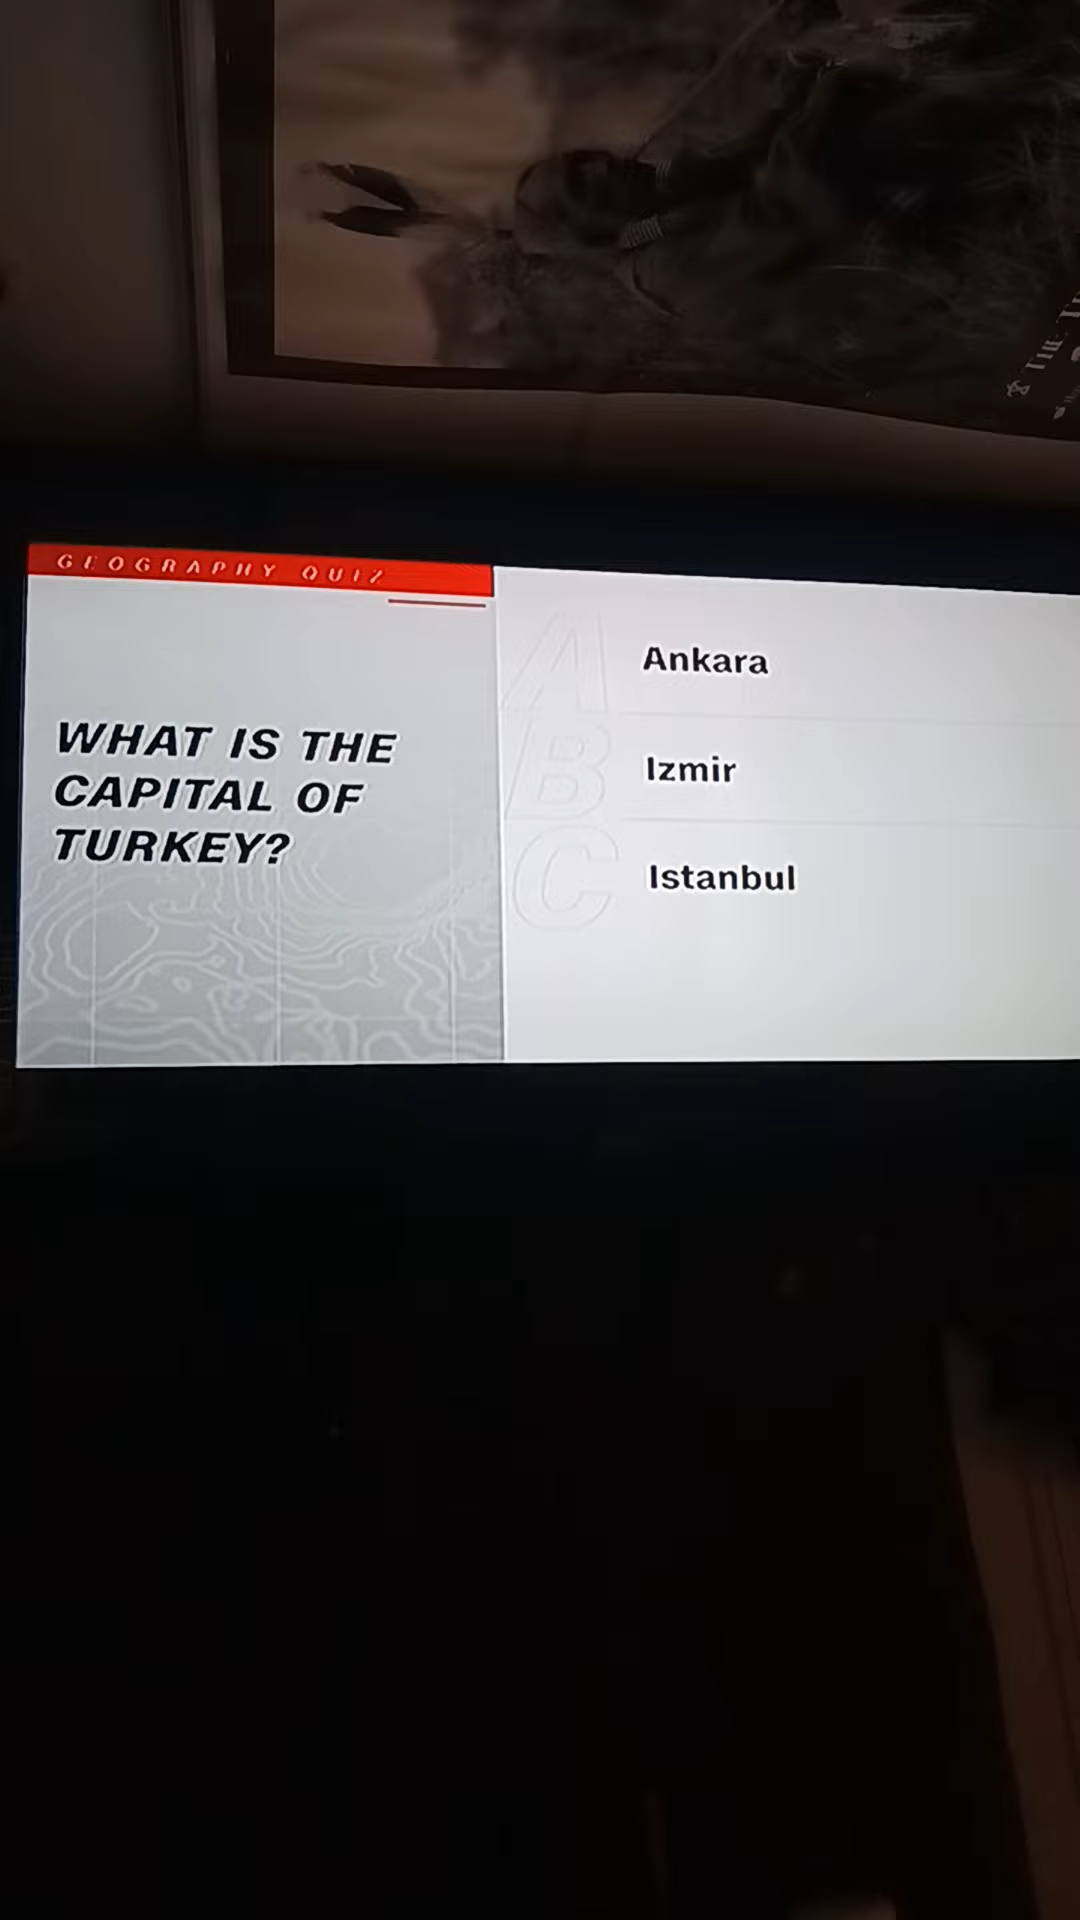 GEOGRAPHY QUIZ
WHAT IS THE
CAPITAL OF
TURKEY?
A Ankara
B Izmir
C Istanbul